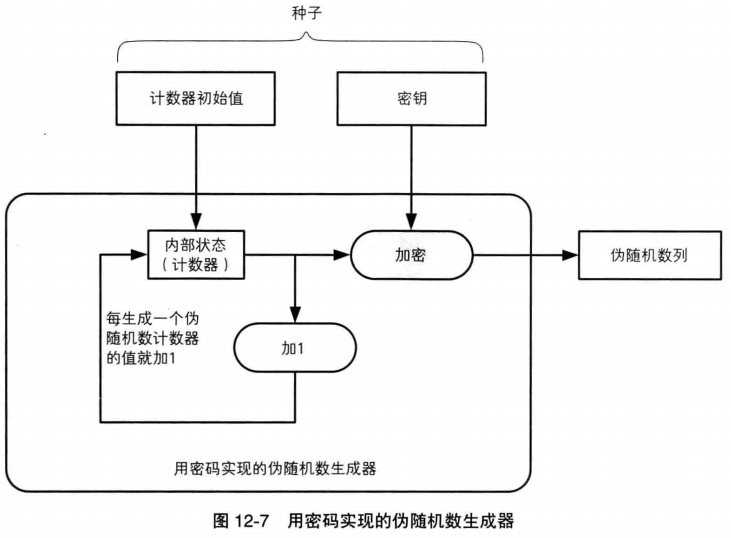 种子
计数器初始值
密钥
内部状态
（计数器）
加密
伪随机数列
每生成一个伪
随机数计数器
的值就加1
加1
用密码实现的伪随机数生成器
图 12-7 用密码实现的伪随机数生成器